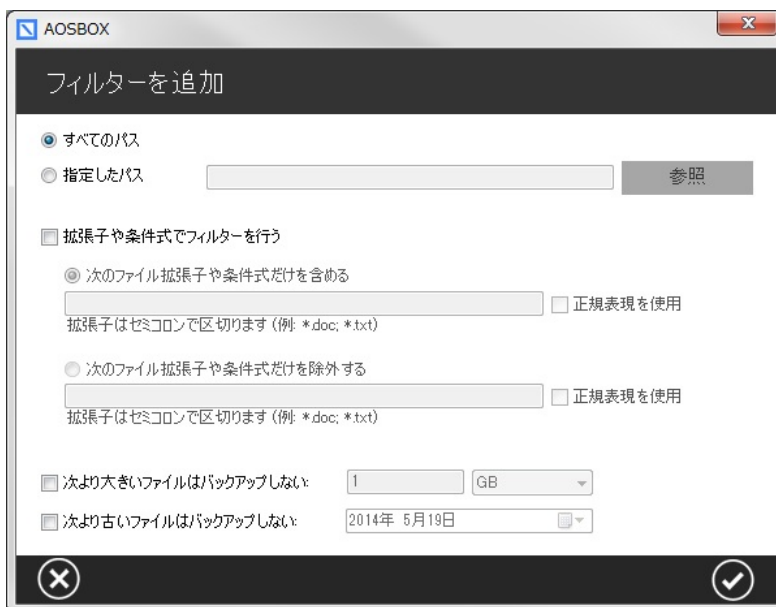 AOSBOX
フィルターを追加
すべてのパス
指定したパス 参照
拡張子や条件式でフィルターを行う
次のファイル拡張子や条件式だけを含める
正規表現を使用
拡張子はセミコロンで区切ります (例: *.doc; *.txt)
次のファイル拡張子や条件式だけを除外する
正規表現を使用
拡張子はセミコロンで区切ります (例: *.doc; *.txt)
次より大きいファイルはバックアップしない: 1 GB
次より古いファイルはバックアップしない: 2014年 5月19日